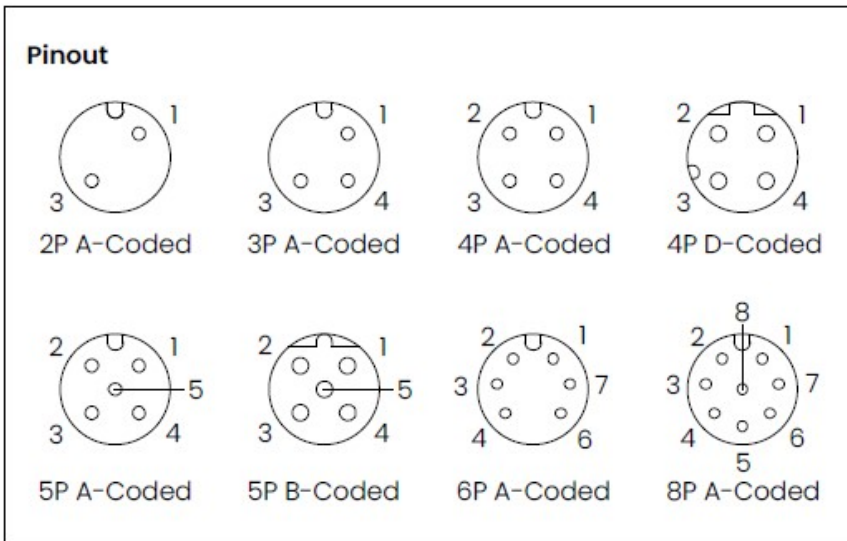 Pinout
2 1 2 1
1 1
3 3 4 3 4 3 4
2P A-Coded 3P A-Coded 4P A-Coded 4P D-Coded
8
2 1 2 1 2 1 2 1
5 5 3 7 3 7
3 4 3 4 4 6 4 6
5
5P A-Coded 5P B-Coded 6P A-Coded 8P A-Coded